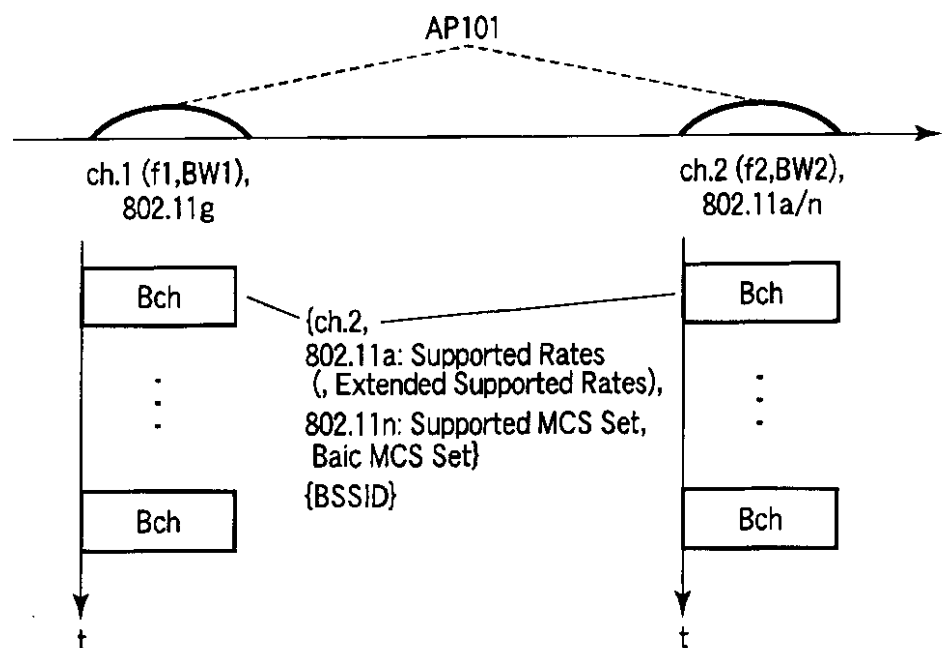 AP101
ch.1 (f1,BW1),
802.11g
ch.2 (f2,BW2),
802.11a/n
Bch
Bch
{ch.2,
802.11a: Supported Rates
(, Extended Supported Rates),
802.11n: Supported MCS Set,
Baic MCS Set}
{BSSID}
Bch
Bch
t
t